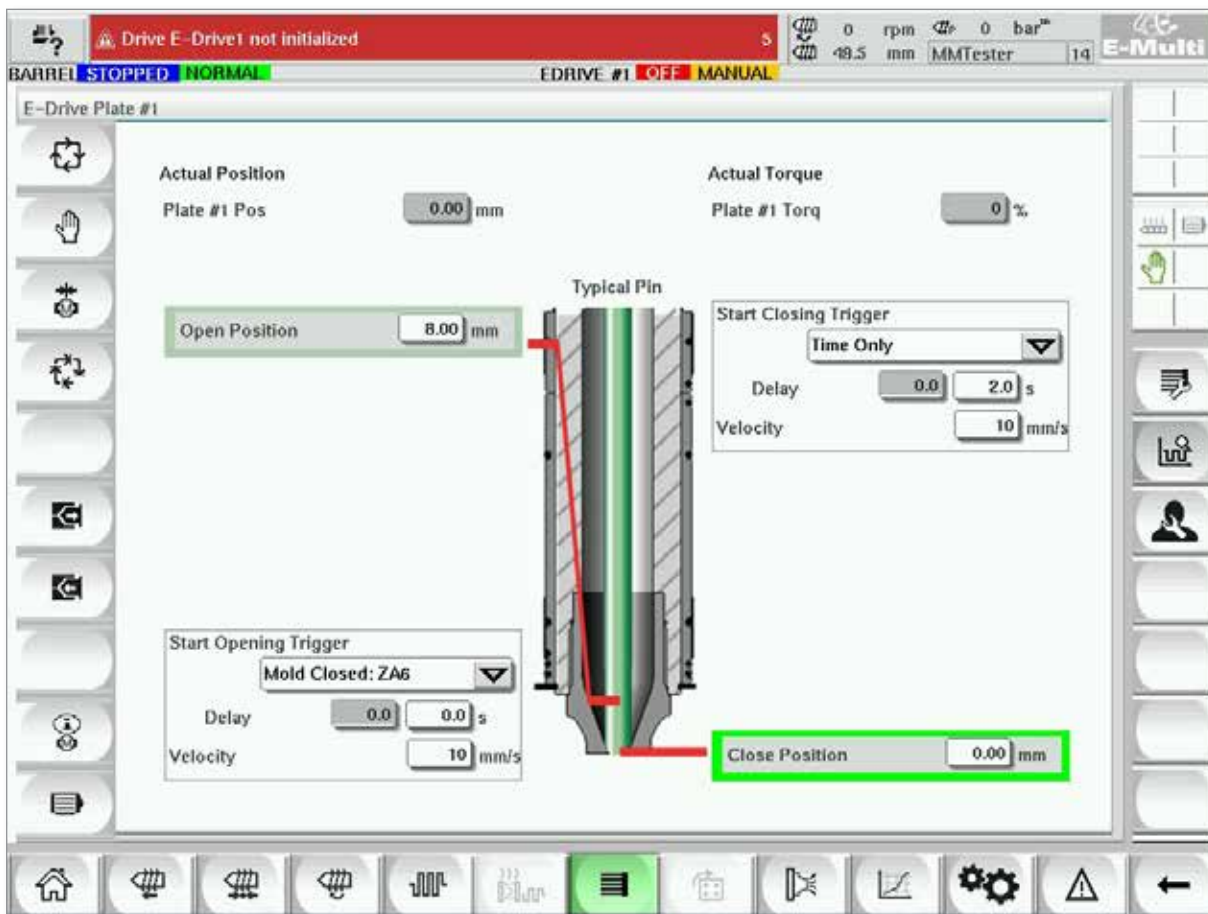 Drive E-Drive1 not initialized 5
0 rpm 0 bar
48.5 mm MMTester 14
E-Multi
BARREL STOPPED NORMAL EDRIVE #1 OFF MANUAL
E-Drive Plate #1
Actual Position
Plate #1 Pos 0.00 mm
Actual Torque
Plate #1 Torq 0 %
Typical Pin
Open Position 8.00 mm
Start Closing Trigger
Time Only
Delay 0.0 2.0 s
Velocity 10 mm/s
Start Opening Trigger
Mold Closed: ZA6
Delay 0.0 0.0 s
Velocity 10 mm/s
Close Position 0.00 mm